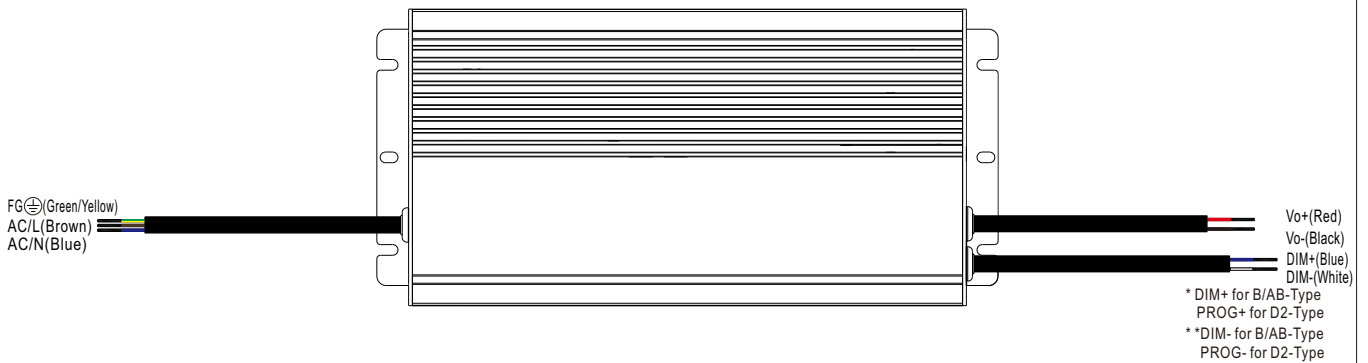 FG⏚(Green/Yellow)
AC/L(Brown)
AC/N(Blue)
Vo+(Red)
Vo-(Black)
DIM+(Blue)
DIM-(White)
* DIM+ for B/AB-Type
PROG+ for D2-Type
* *DIM- for B/AB-Type
PROG- for D2-Type